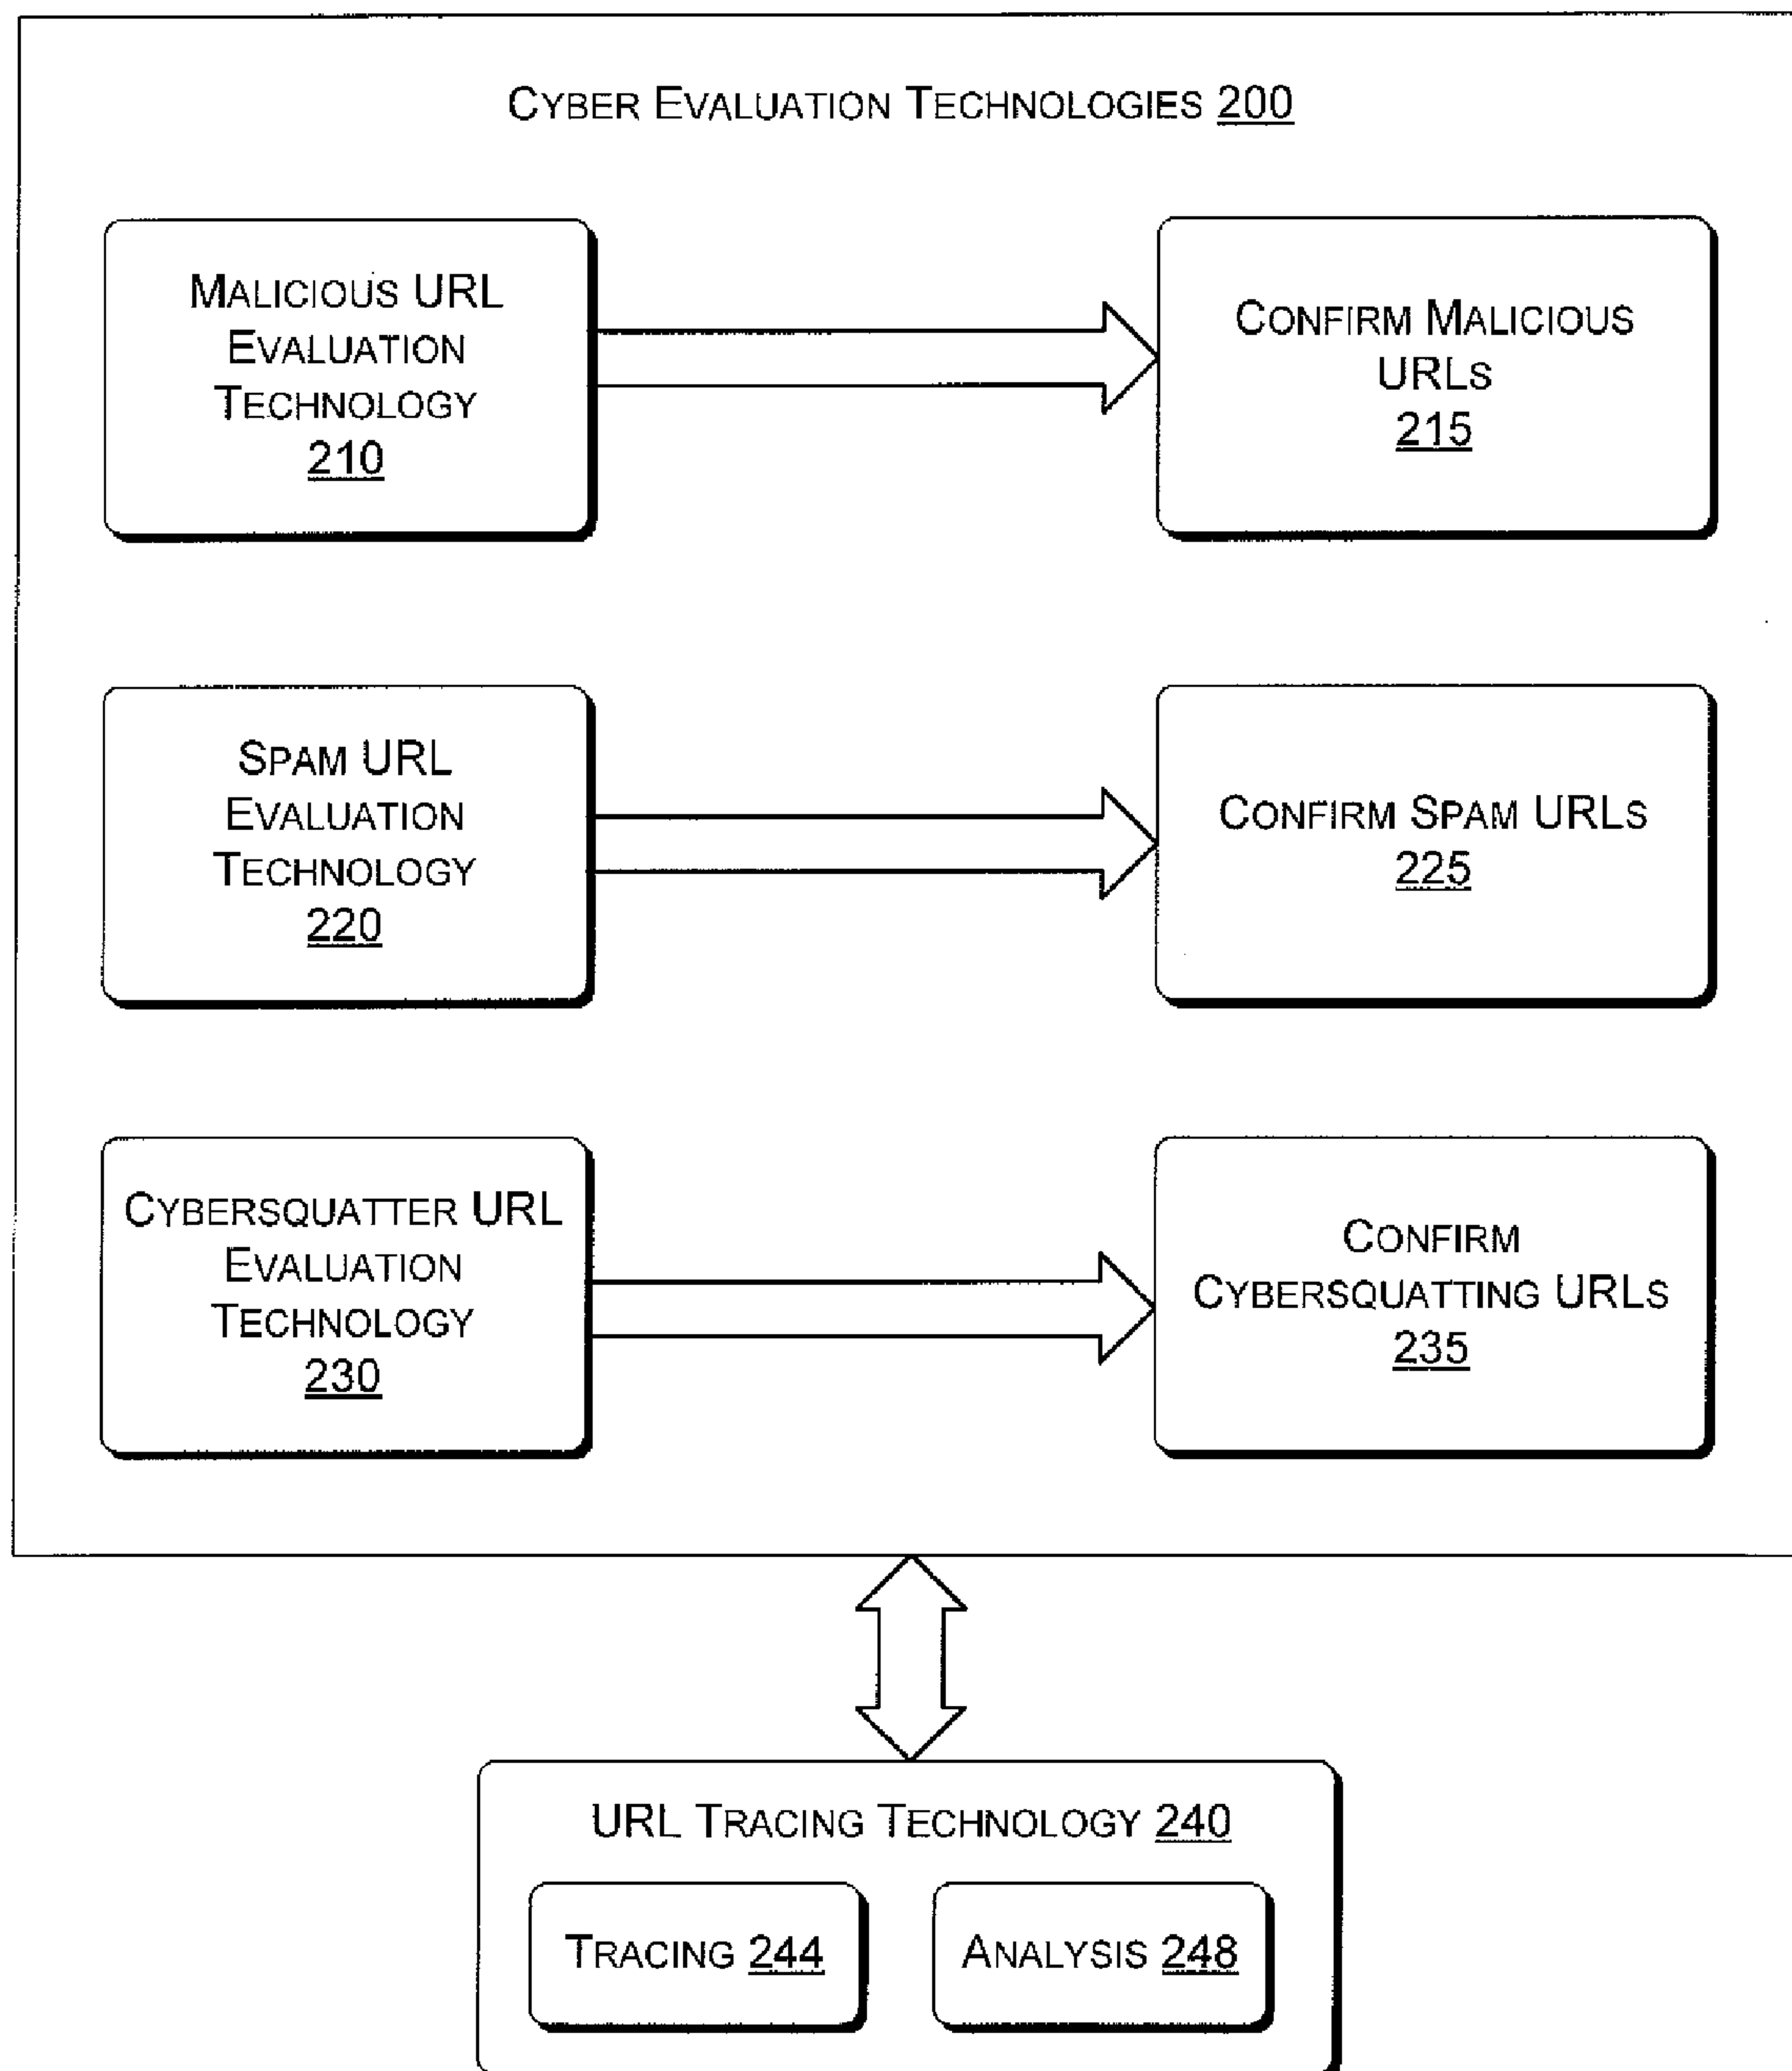 CYBER EVALUATION TECHNOLOGIES 200
MALICIOUS URL
EVALUATION
TECHNOLOGY
210
CONFIRM MALICIOUS
URLS
215
SPAM URL
EVALUATION
TECHNOLOGY
220
CONFIRM SPAM URLS
225
CYBERSQUATTER URL
EVALUATION
TECHNOLOGY
230
CONFIRM
CYBERSQUATTING URLS
235
URL TRACING TECHNOLOGY 240
TRACING 244
ANALYSIS 248